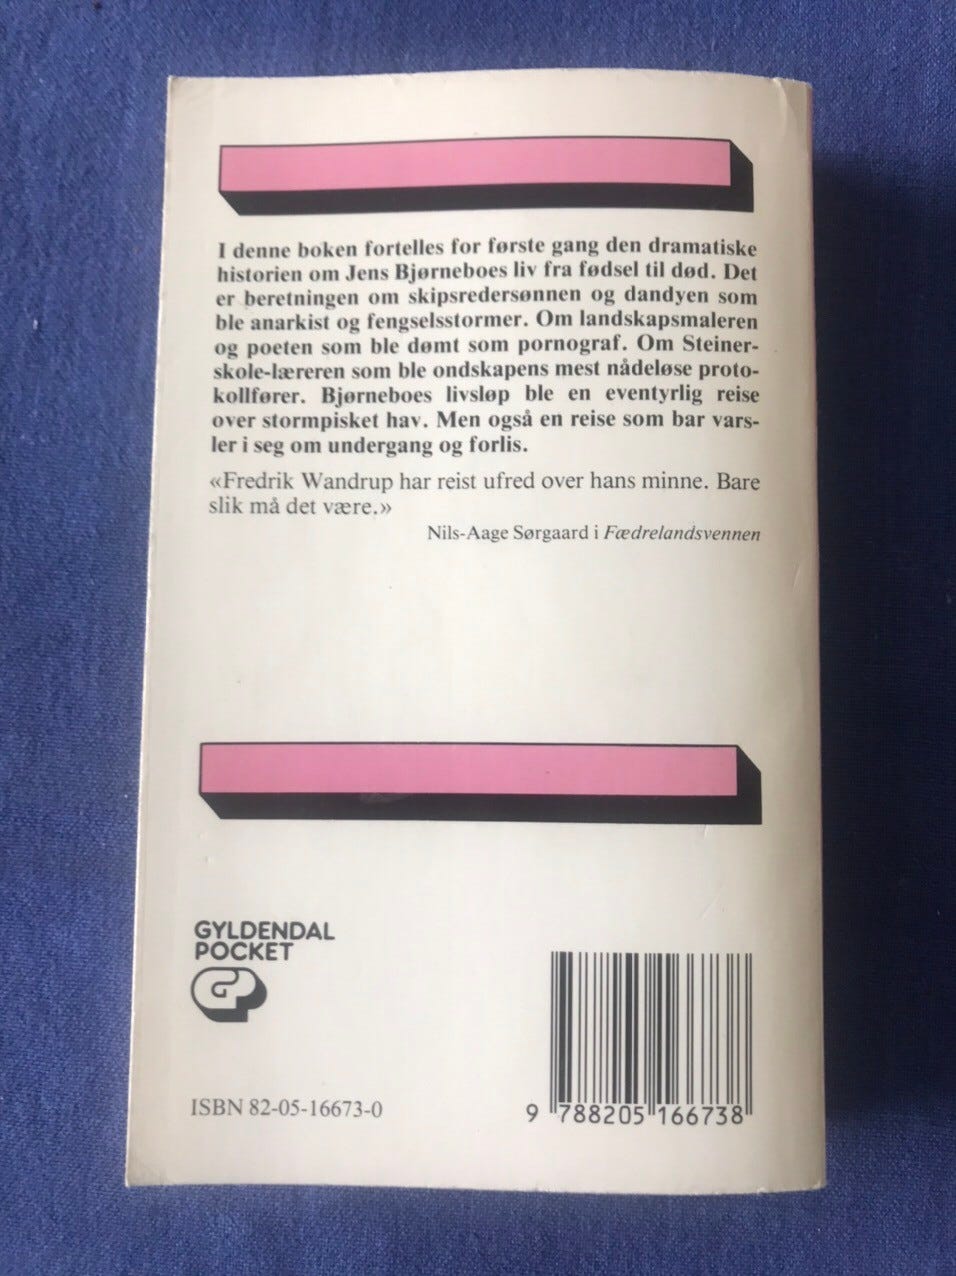 I denne boken fortelles for første gang den dramatiske
historien om Jens Bjørneboes liv fra fødsel til død. Det
er beretningen om skipsredersønnen og dandyen som
ble anarkist og fengselsstormer. Om landskapsmaleren
og poeten som ble dømt som pornograf. Om Steiner-
skole-læreren som ble ondskapens mest nådeløse proto-
kollfører. Bjørneboes livsløp ble en eventyrlig reise
over stormpisket hav. Men også en reise som bar vars-
ler i seg om undergang og forlis.
«Fredrik Wandrup har reist ufred over hans minne. Bare
slik må det være.»
Nils-Aage Sørgaard i Fædrelandsvennen
GYLDENDAL
POCKET
GP
ISBN 82-05-16673-0
9 788205 166738